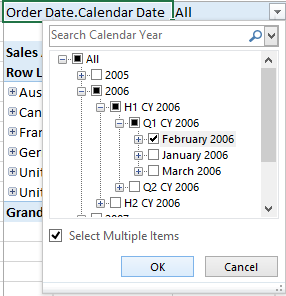 Order Date.Calendar Date All
Search Calendar Year
Sales
Row L
All
2005
2006
H1 CY 2006
Q1 CY 2006
February 2006
January 2006
March 2006
Q2 CY 2006
H2 CY 2006
2007
Aus
Can
Fran
Ger
Unit
Unit
Grand
Select Multiple Items
OK Cancel